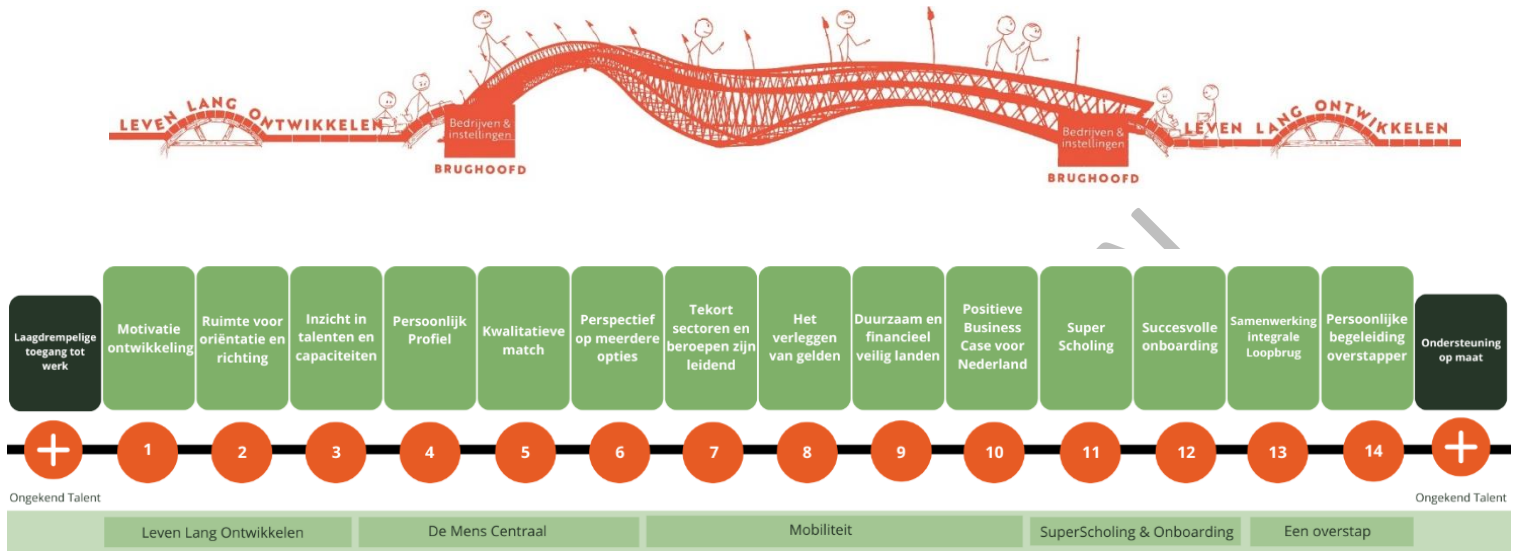 LEVEN LANG ONTWIKKELEN
Bedrijven &
instellingen
BRUGHOOFD
Bedrijven &
instellingen
BRUGHOOFD
LEVEN LANG ONTWIKKELEN
Laagdrempelige
toegang tot
werk
Motivatie
ontwikkeling
Ruimte voor
oriëntatie en
richting
Inzicht in
talenten en
capaciteiten
Persoonlijk
Profiel
Kwalitatieve
match
Perspectief
op meerdere
opties
Tekort
sectoren en
beroepen zijn
leidend
Het
verleggen
van gelden
Duurzaam en
financieel
veilig landen
Positieve
Business
Case voor
Nederland
Super
Scholing
Succesvolle
onboarding
Samenwerking
integrale
Loopbrug
Persoonlijke
begeleiding
overstapper
Ondersteuning
op maat
+ 1 2 3 4 5 6 7 8 9 10 11 12 13 14 +
Ongekend Talent
Ongekend Talent
Leven Lang Ontwikkelen
De Mens Centraal
Mobiliteit
SuperScholing & Onboarding
Een overstap